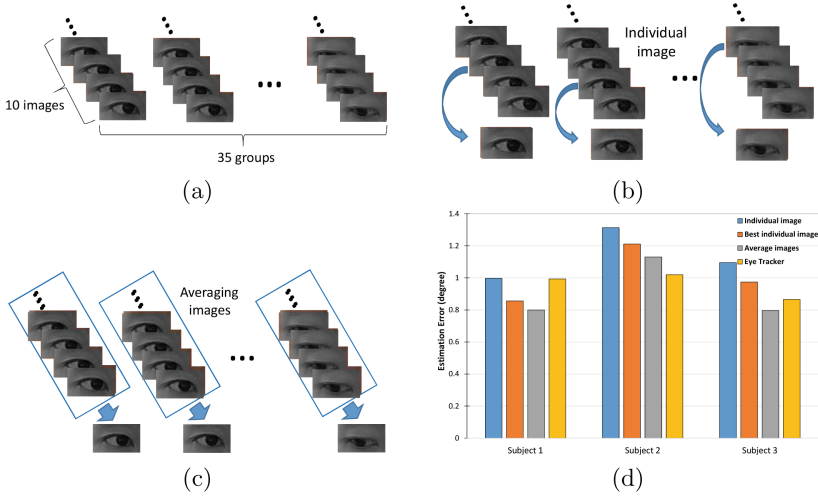 10 images
35 groups
(a)
Individual
image
(b)
Averaging
images
(c)
Estimation Error (degree)
1.4
1.2
1
0.8
0.6
0.4
0.2
0
Individual image
Best individual image
Average images
Eye Tracker
Subject 1
Subject 2
Subject 3
(d)